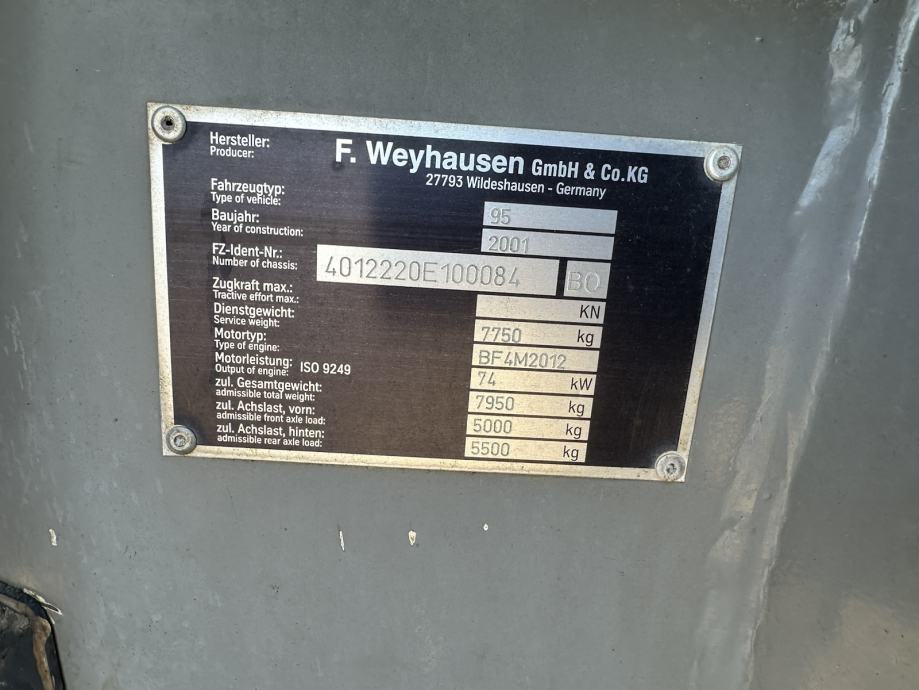 Hersteller:
Producer:
F. Weyhausen GmbH & Co.KG
27793 Wildeshausen - Germany
Fahrzeugtyp:
Type of vehicle:
95
Baujahr:
Year of construction:
2001
FZ-Ident-Nr.:
Number of chassis:
4012220E100084 BO
Zugkraft max.:
Tractive effort max.:
KN
Dienstgewicht:
Service weight:
7750 kg
Motortyp:
Type of engine:
BF4M2012
Motorleistung: ISO 9249
Output of engine:
74 kW
zul. Gesamtgewicht:
admissible total weight:
7950 kg
zul. Achslast, vorn:
admissible front axle load:
5000 kg
zul. Achslast, hinten:
admissible rear axle load:
5500 kg